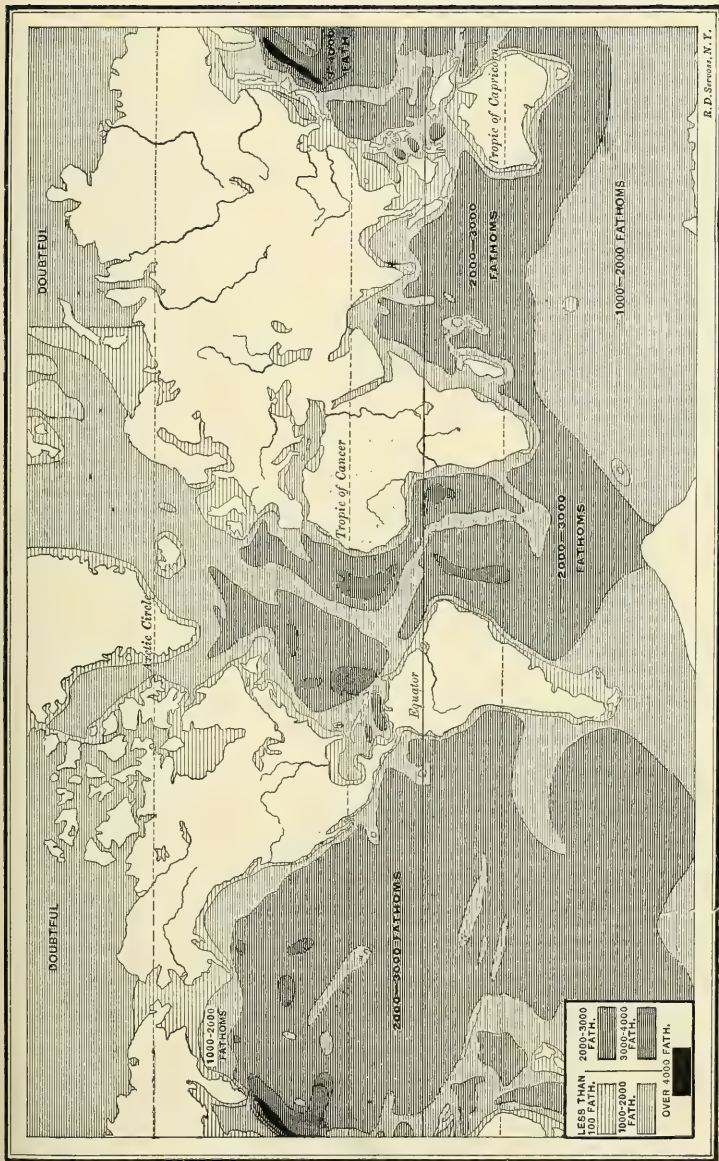 DOUBTFUL
DOUBTFUL
Arctic Circle
1000-2000
FATHOMS
4000
FATH
Tropic of Cancer
2000-3000 FATHOMS
Equator
2000-3000
FATHOMS
Tropic of Capricorn
2000-3000
FATHOMS
1000-2000 FATHOMS
LESS THAN
100 FATH.
2000-3000
FATH.
1000-2000
FATH.
3000-4000
FATH.
OVER 4000 FATH.
R.D. Servoss, N.Y.